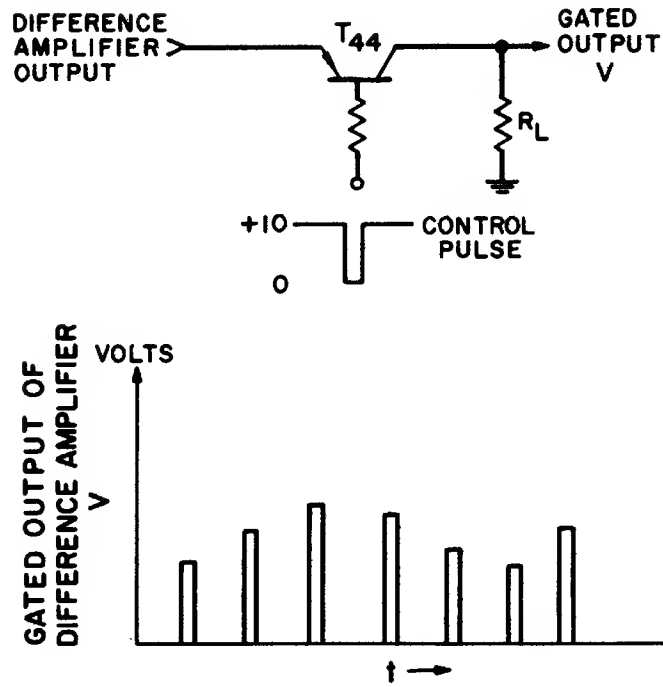 DIFFERENCE
AMPLIFIER
OUTPUT
T44
GATED
OUTPUT
V
RL
+10
CONTROL
PULSE
0
VOLTS
GATED OUTPUT OF
DIFFERENCE AMPLIFIER
V
t